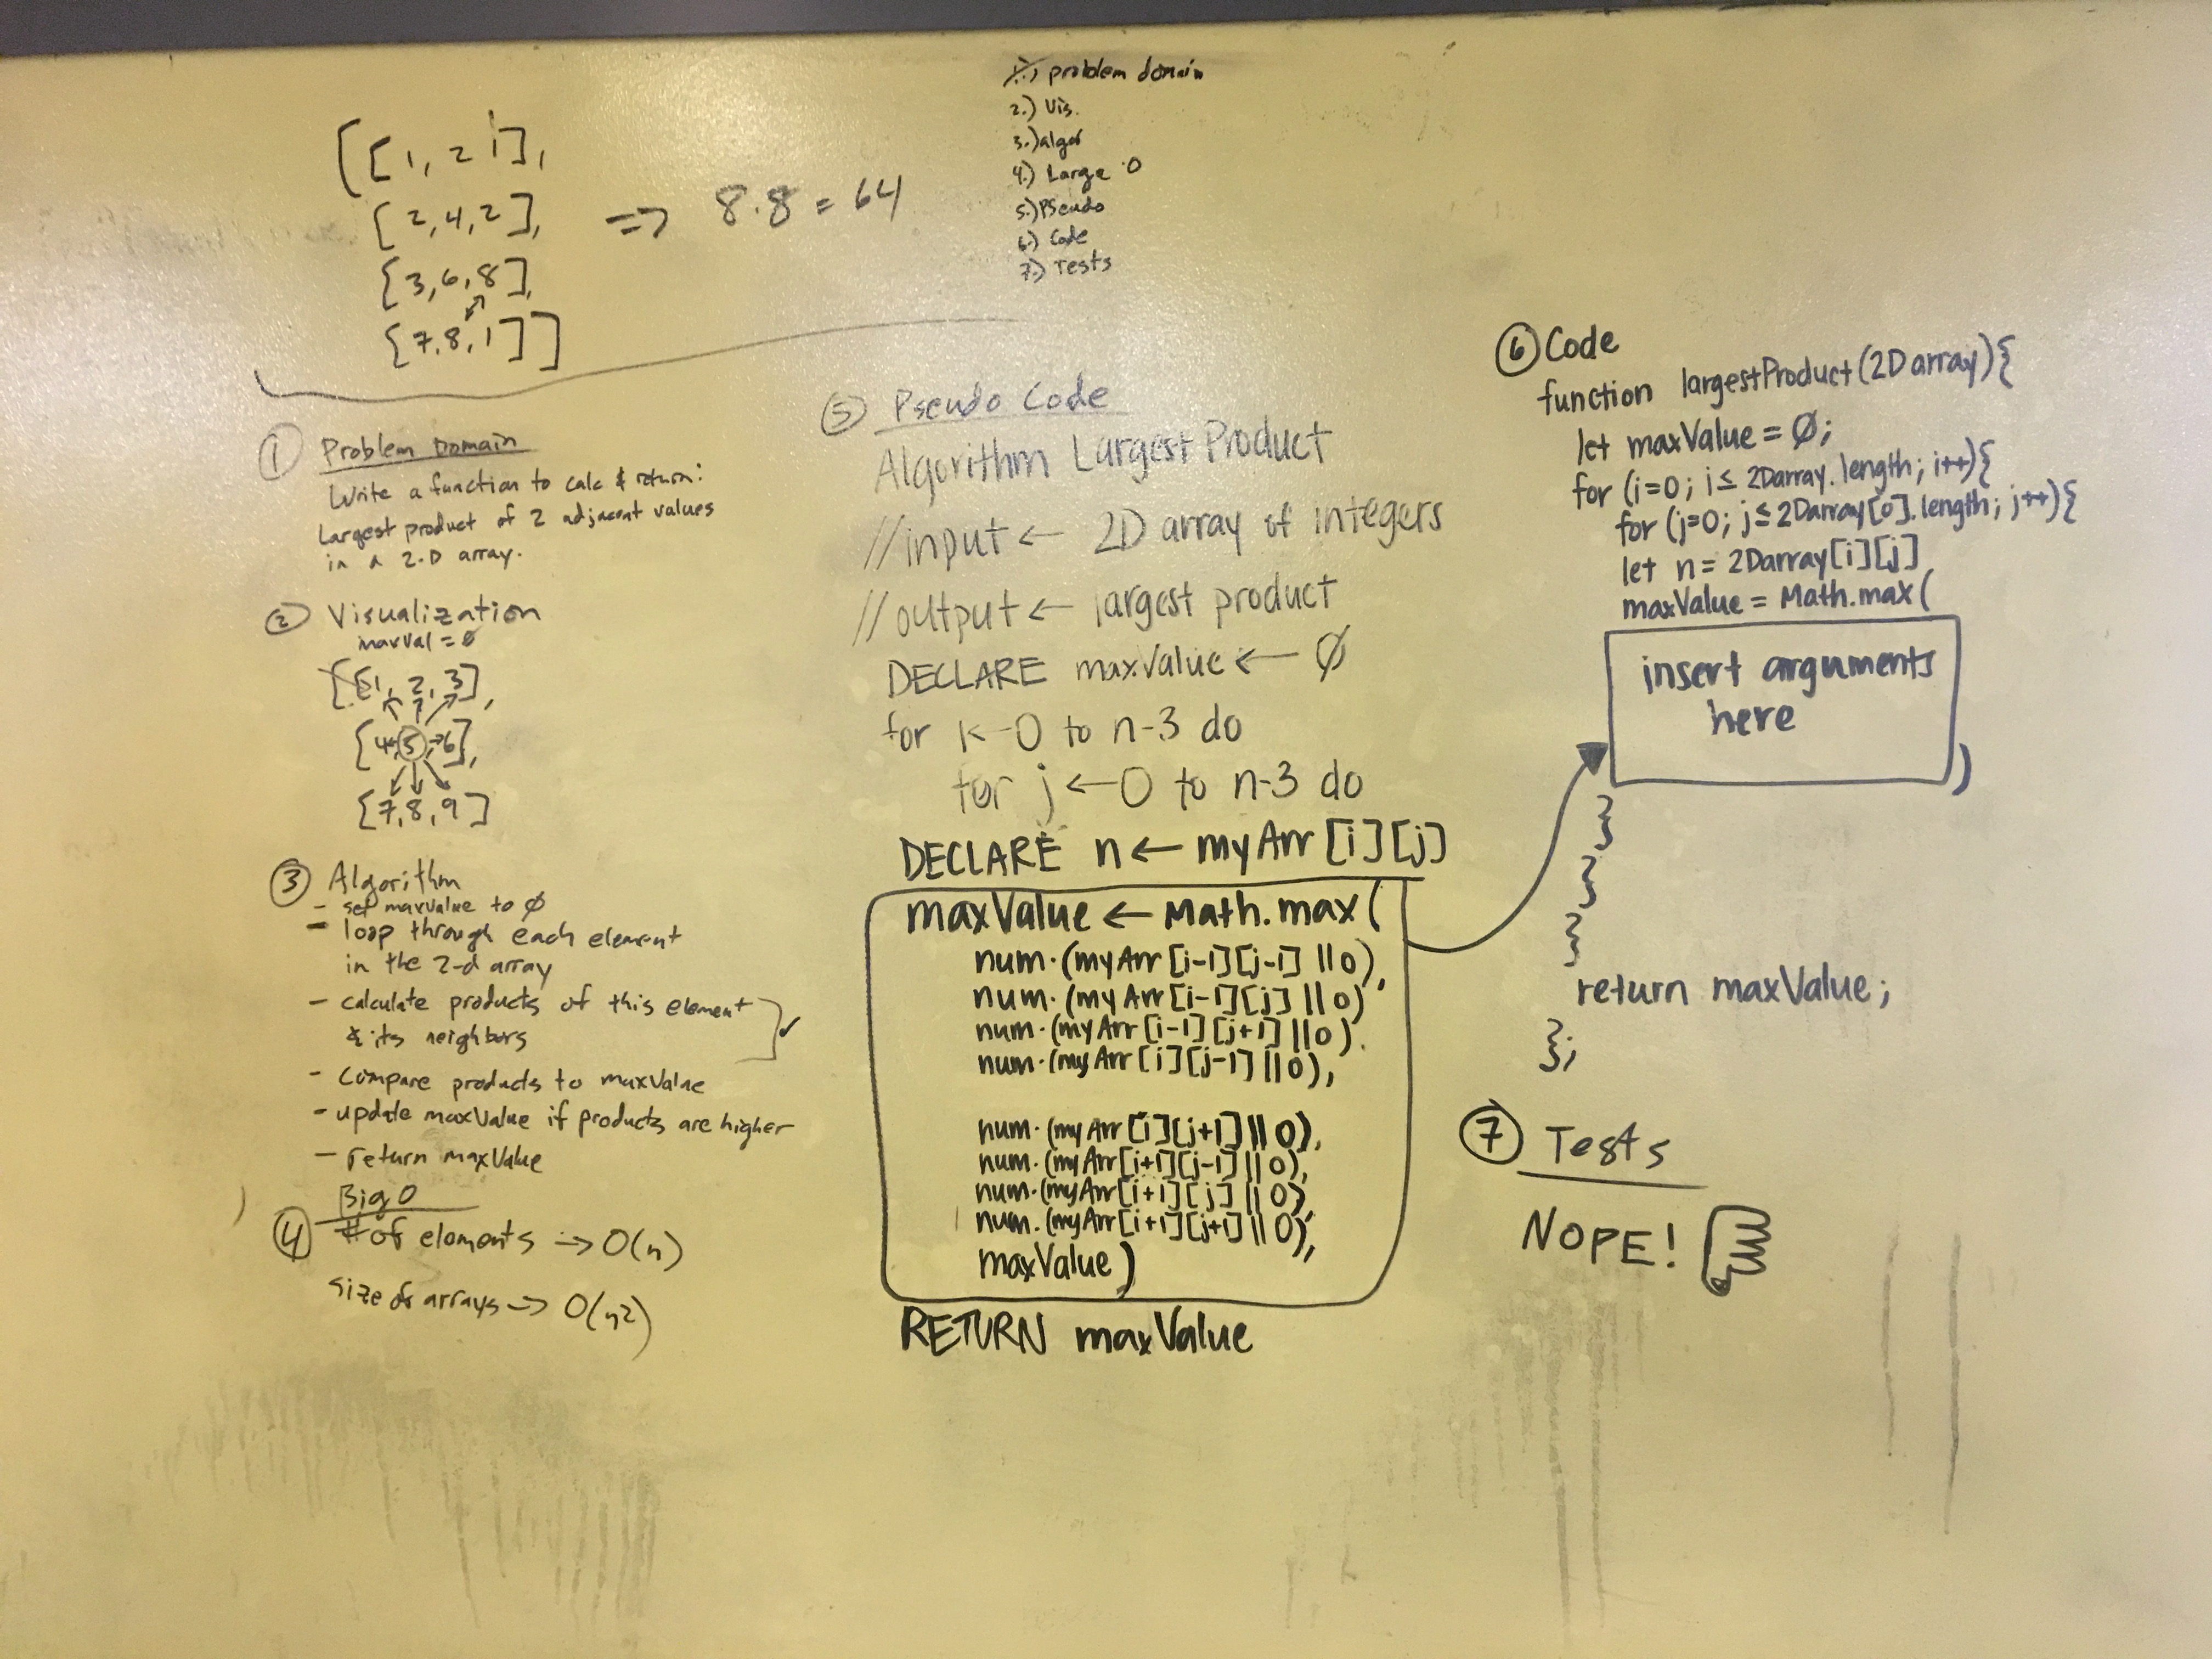 [[1, 2 1],
[2,4,2],
[3,6,8],
[7,8,1]]
=> 8·8 = 64
1.) problem domain
2.) Vis.
3.) algor
4.) Large O
5.) PSeudo
6.) Code
7.) Tests
① Problem Domain
Write a function to calc & return:
Largest product of 2 adjacent values
in a 2-D array.
② Visualization
maxVal = Ø
[[1, 2, 3],
[4, 5, 6],
[7, 8, 9]
③ Algorithm
- set maxvalue to Ø
- loop through each element
in the 2-d array
- calculate products of this element
& its neighbors
- Compare products to maxValue
- update maxValue if products are higher
- return maxValue
④ Big O
# of elements -> O(n)
Size of arrays -> O(n2)
⑤ Pseudo Code
Algorithm Largest Product
//input ← 2D array of integers
//output ← largest product
DECLARE maxValue ← Ø
for i<-0 to n-3 do
for j ← 0 to n-3 do
DECLARE n ← myArr[i][j]
maxValue ← Math.max(
num·(myArr[i-1][j-1] || 0),
num·(myArr[i-1][j] || 0)
num·(myArr[i-1][j+1] || 0).
num·(myArr[i][j-1] || 0),
num·(myArr[i][j+1] || 0),
num·(myArr[i+1][j-1] || 0),
num·(myArr[i+1][j] || 0)
num·(myArr[i+1][j+1] || 0),
maxValue)
RETURN maxValue
⑥ Code
function largestProduct(2Darray){
let maxValue = Ø;
for (i=0; i≤ 2Darray.length; i++){
for (j=0; j≤2Darray[0].length; j++){
let n = 2Darray[i][j]
maxValue = Math.max(
insert arguments
here
)
}
}
}
return maxValue;
};
⑦ Tests
NOPE!